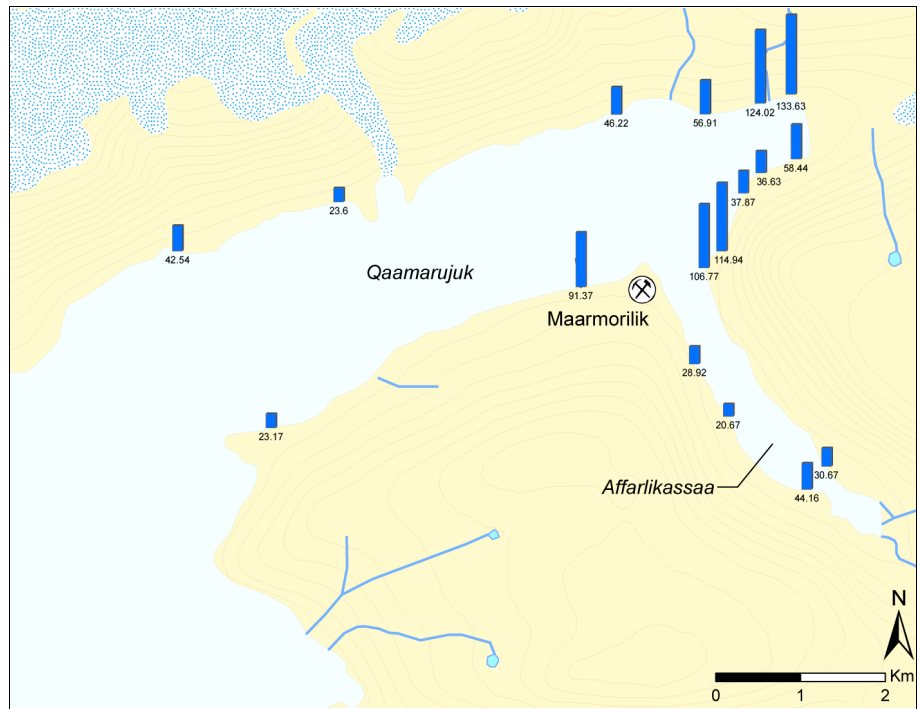 133.63
124.02
46.22
56.91
58.44
36.63
37.87
23.6
42.54
114.94
Qaamarujuk
106.77
91.37
Maarmorilik
28.92
20.67
23.17
30.67
Affarlikassaa
44.16
N
Km
0 1 2